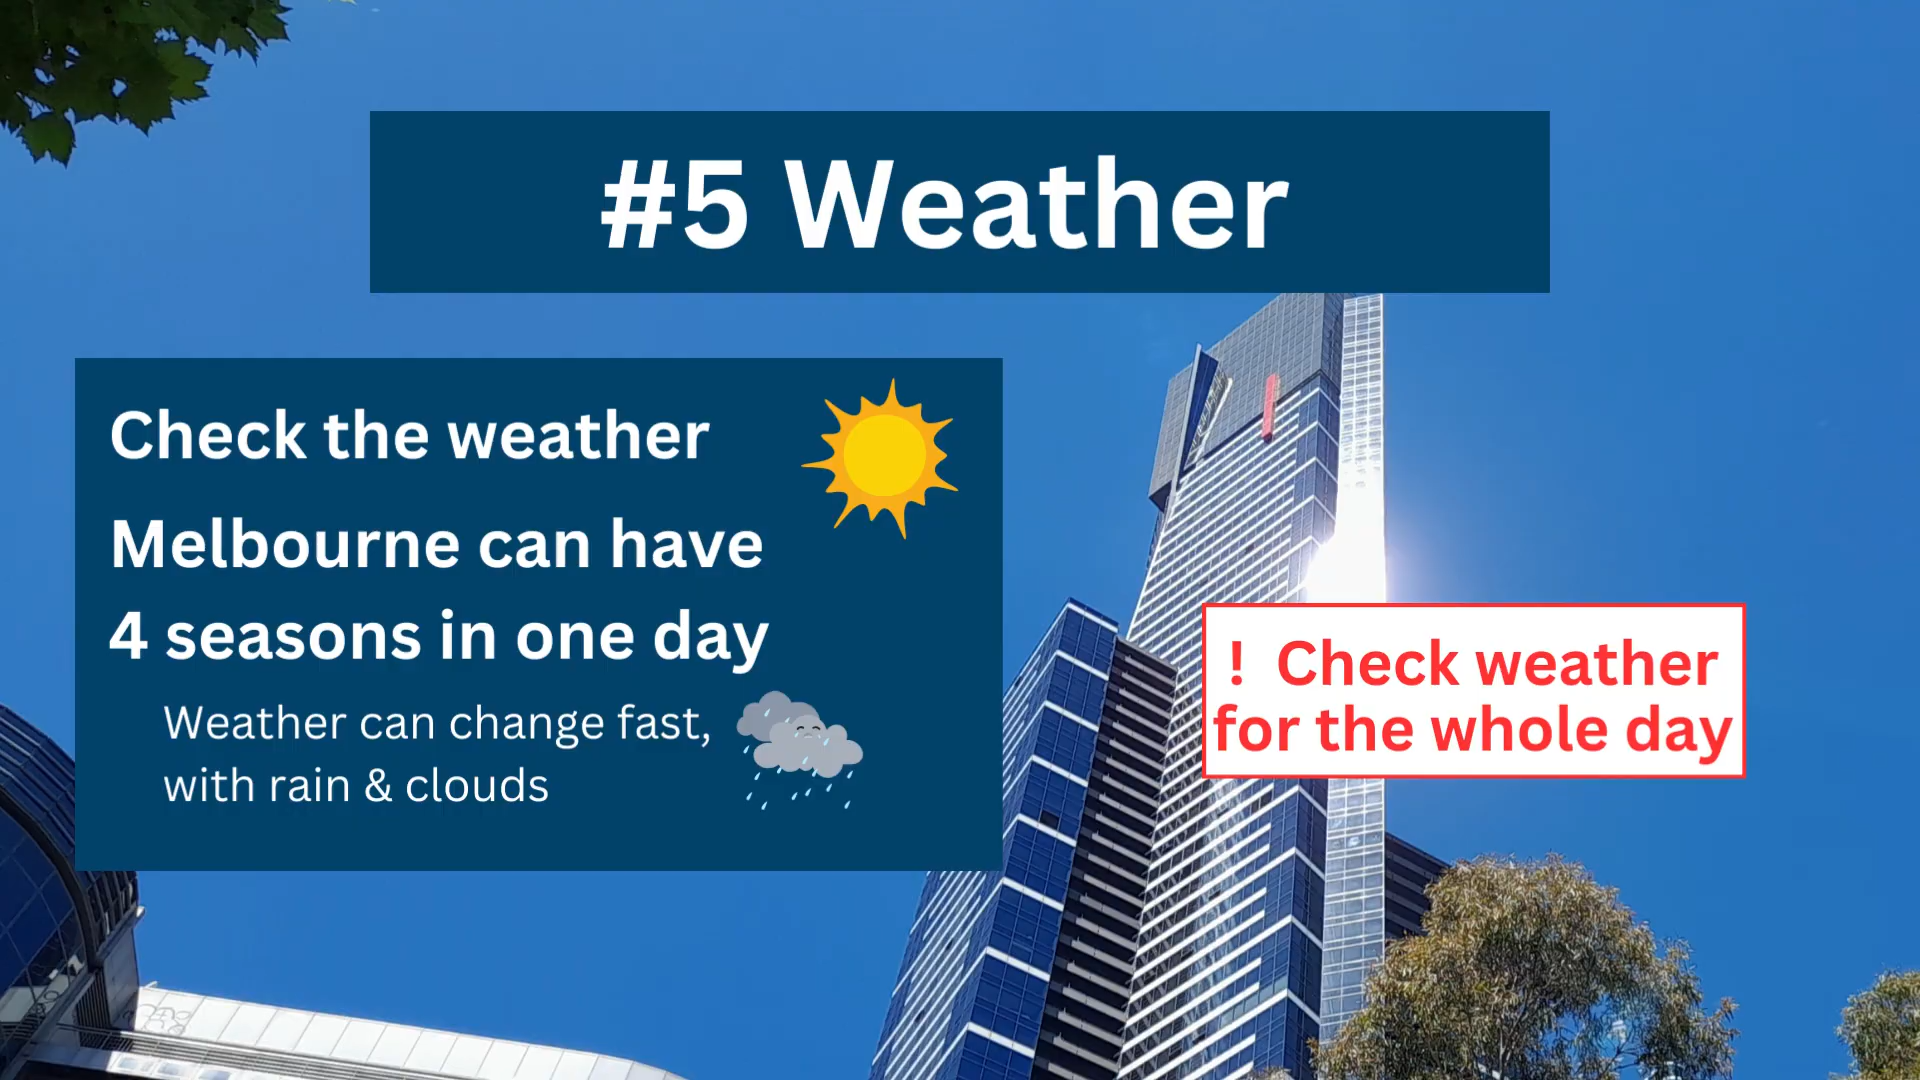 #5 Weather
Check the weather
Melbourne can have
4 seasons in one day
Weather can change fast,
with rain & clouds
! Check weather
for the whole day